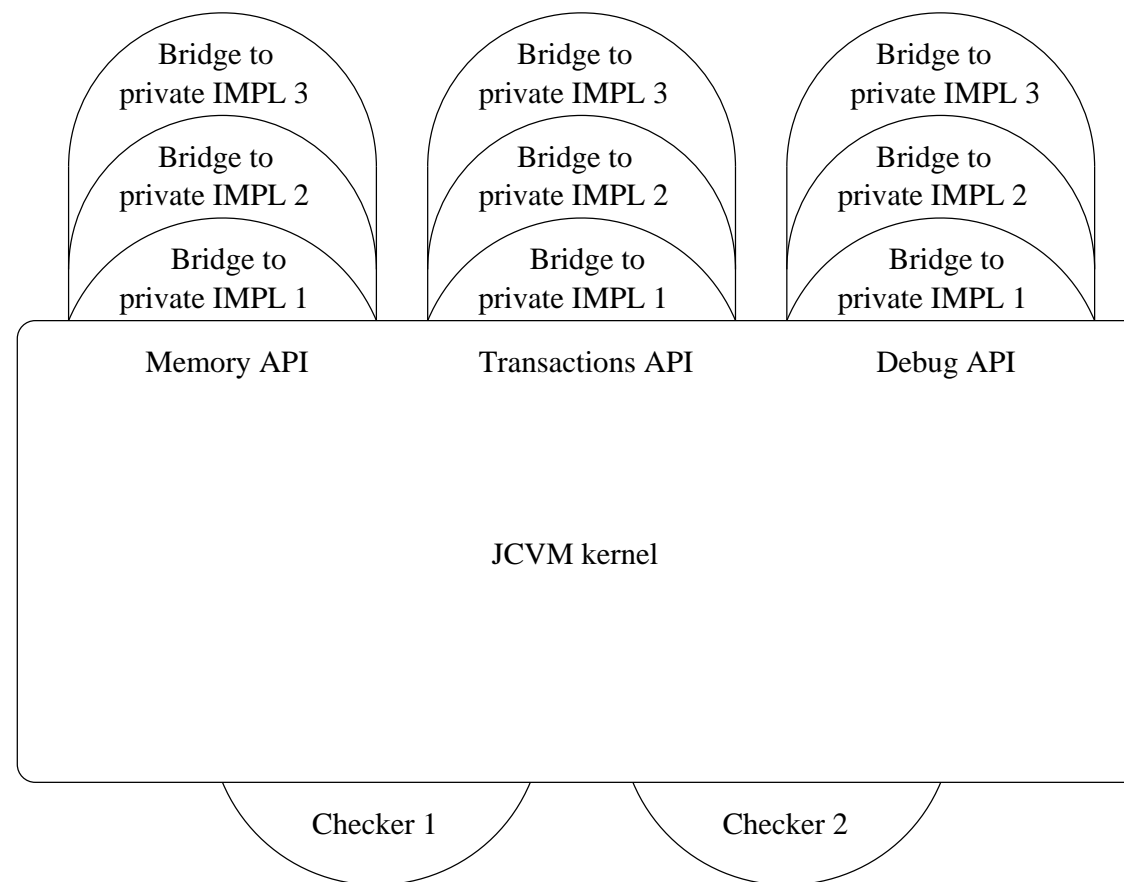 Bridge to
private IMPL 3
Bridge to
private IMPL 3
Bridge to
private IMPL 3
Bridge to
private IMPL 2
Bridge to
private IMPL 2
Bridge to
private IMPL 2
Bridge to
private IMPL 1
Bridge to
private IMPL 1
Bridge to
private IMPL 1
Memory API
Transactions API
Debug API
JCVM kernel
Checker 1
Checker 2